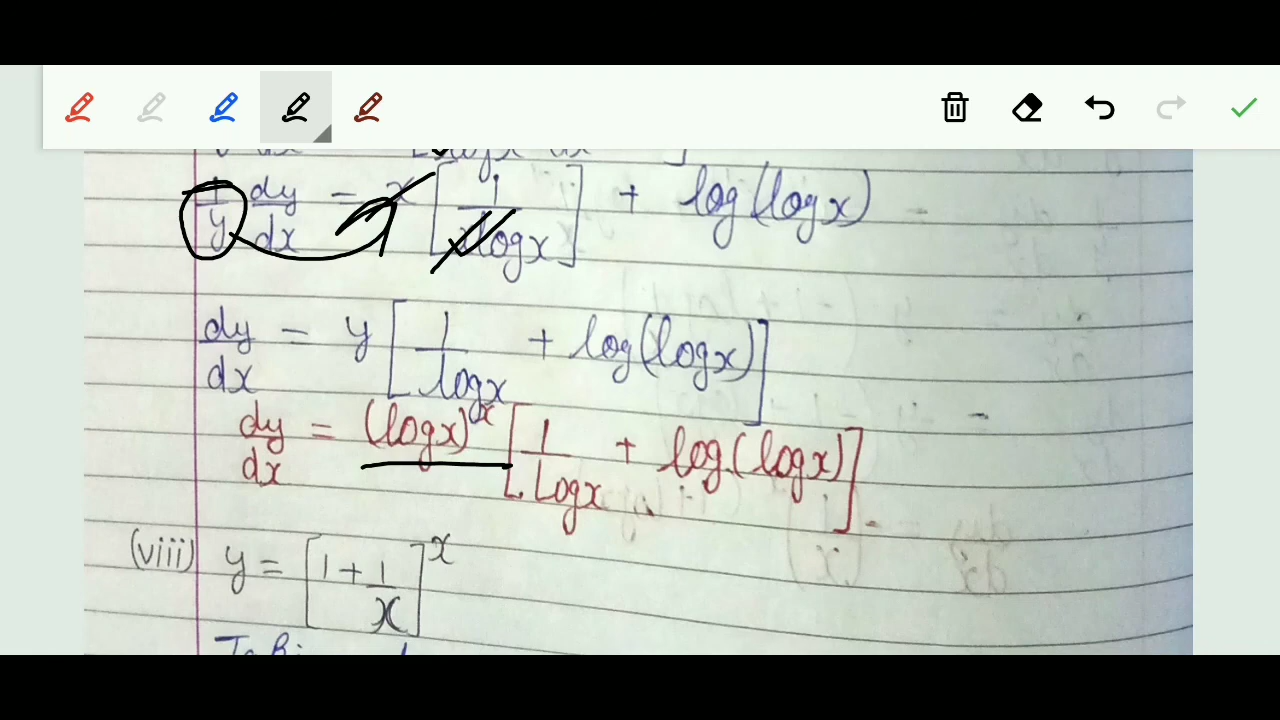 1/y dy/dx = x [1/(x log x)] + log(log x)
dy/dx = y [1/log x + log(log x)]
dy/dx = (log x)^x [1/Log x + log(log x)]
(viii) y = [1 + 1/x]^x